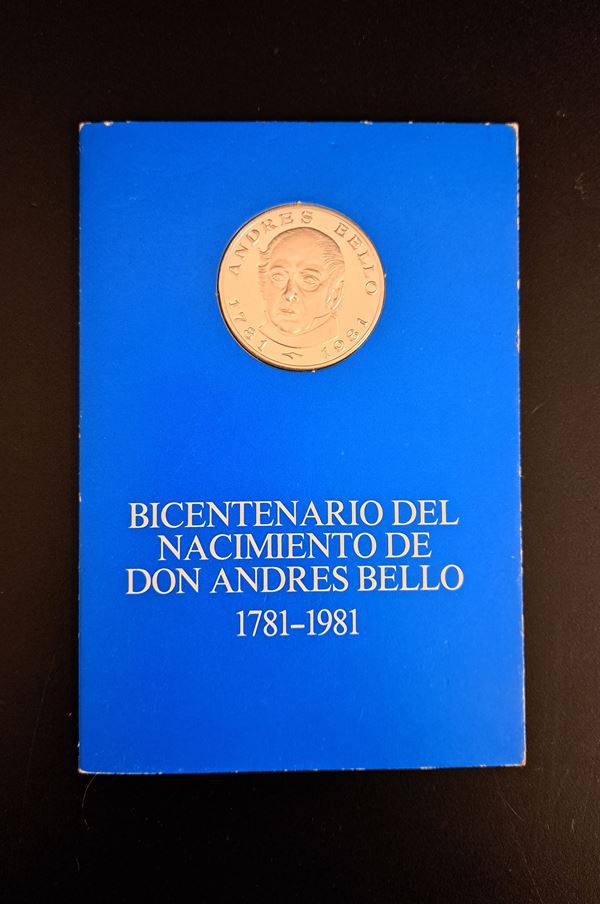 ANDRES BELLO
1781 1981
BICENTENARIO DEL
NACIMIENTO DE
DON ANDRES BELLO
1781–1981